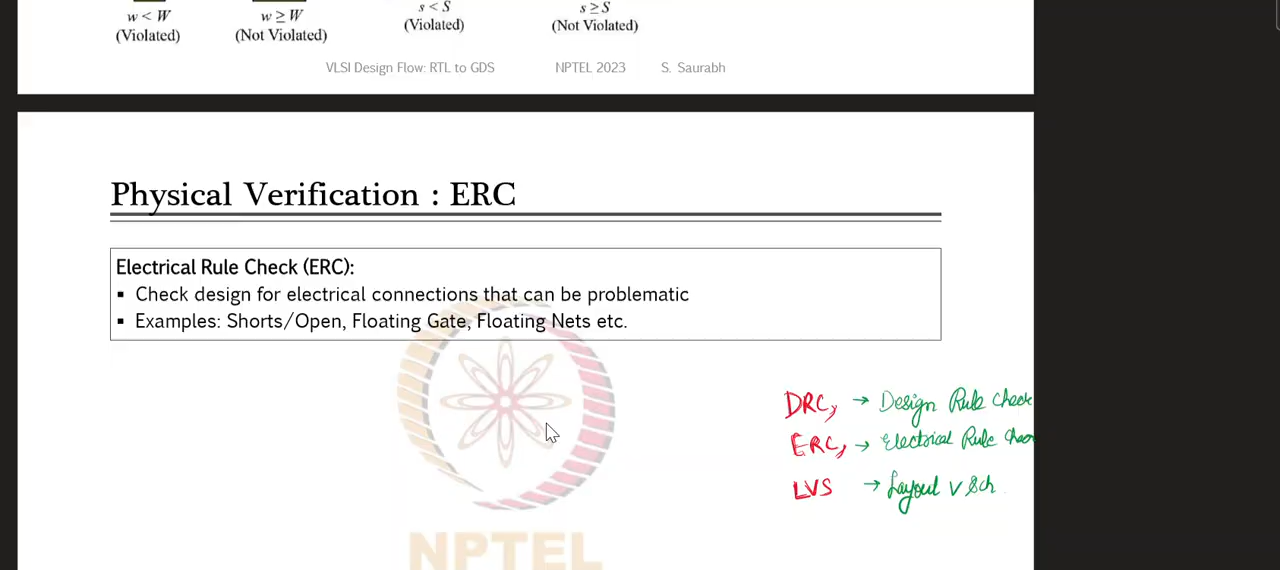 w < W
w ≥ W
s < S
s ≥ S
(Violated)
(Not Violated)
(Violated)
(Not Violated)
VLSI Design Flow: RTL to GDS NPTEL 2023 S. Saurabh
Physical Verification : ERC
Electrical Rule Check (ERC):
▪ Check design for electrical connections that can be problematic
▪ Examples: Shorts/Open, Floating Gate, Floating Nets etc.
DRC, → Design Rule Check
ERC, → Electrical Rule
LVS → Layout v Sch
NPTEL